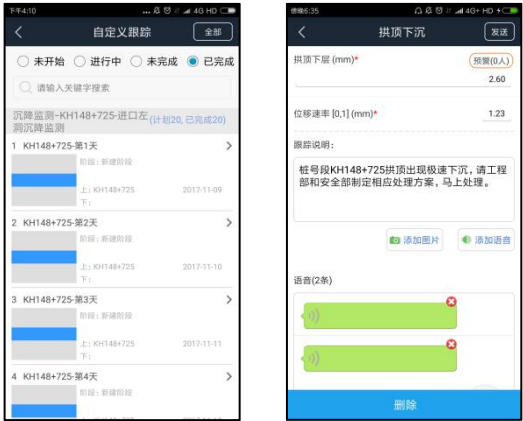 下午4:10
... 4G HD
自定义跟踪
全部
未开始 进行中 未完成 已完成
请输入关键字搜索
沉降监测-KH148+725-进口左
洞沉降监测
(计划20, 已完成20)
1 KH148+725-第1天
阶段: 新建阶段
上: KH148+725 2017-11-09
下:
2 KH148+725-第2天
阶段: 新建阶段
上: KH148+725 2017-11-10
下:
3 KH148+725-第3天
阶段: 新建阶段
上: KH148+725 2017-11-11
下:
4 KH148+725-第4天
阶段: 新建阶段
傍晚6:35
4G+ HD
拱顶下沉
发送
拱顶下层 (mm)*
预警(0人)
2.60
位移速率 [0,1] (mm)*
1.23
跟踪说明:
桩号段KH148+725拱顶出现极速下沉, 请工程
部和安全部制定相应处理方案, 马上处理。
添加图片
添加语音
语音(2条)
删除